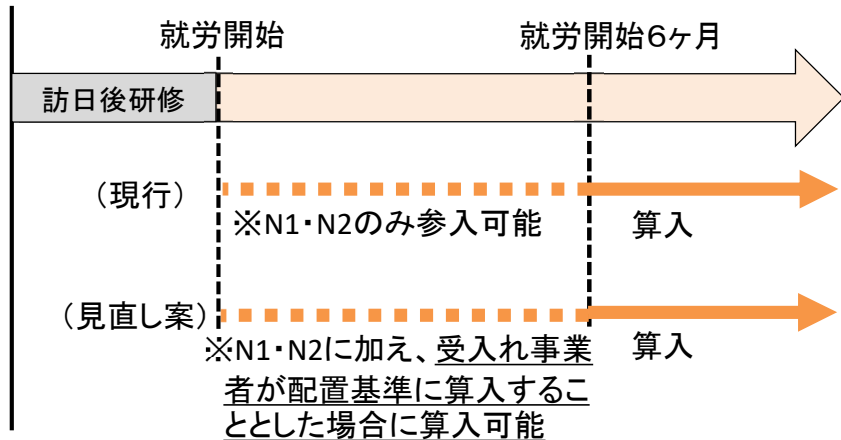 就労開始
就労開始6ヶ月
訪日後研修
（現行）
※N1・N2のみ参入可能
算入
（見直し案）
※N1・N2に加え、受入れ事業
者が配置基準に算入するこ
ととした場合に算入可能
算入